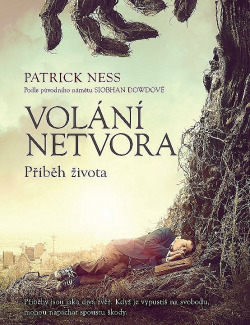 PATRICK NESS
Podle původního námětu SIOBHAN DOWDOVÉ
VOLÁNÍ
NETVORA
Příběh života
Příběhy jsou jako divá zvěř. Když je vypustíš na svobodu,
mohou napáchat spoustu škody.